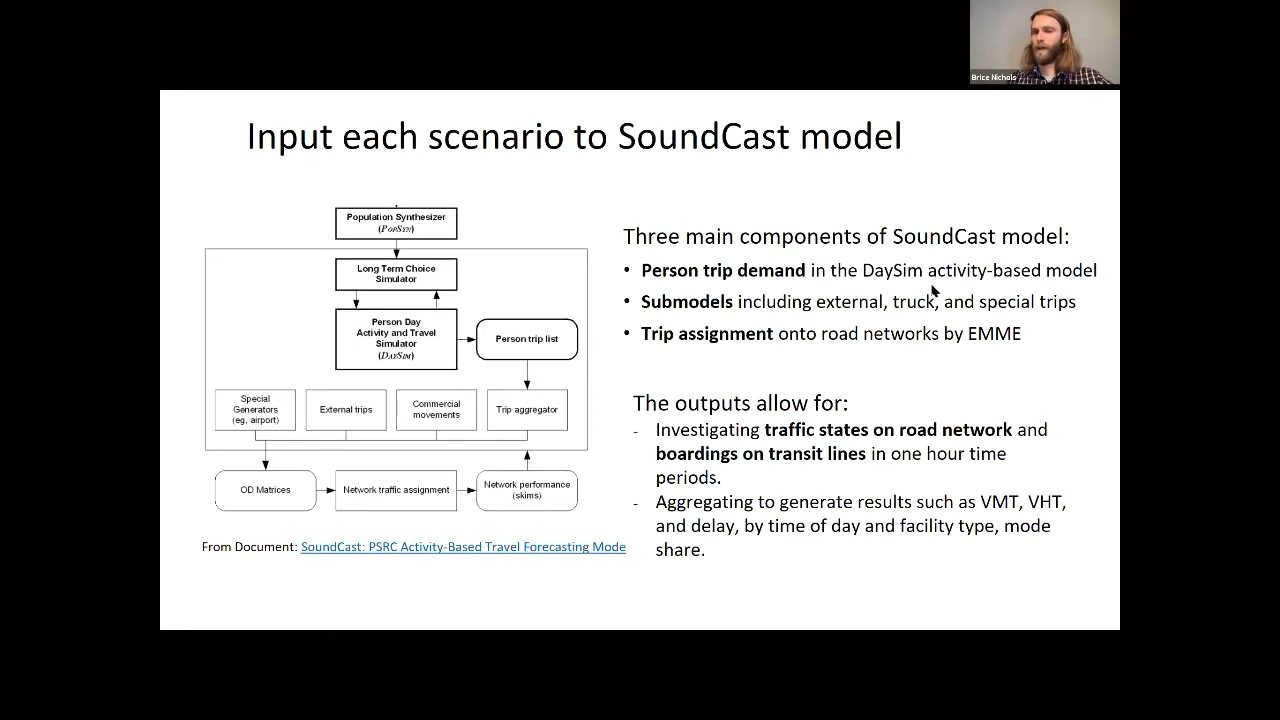 Brice Nichols
Input each scenario to SoundCast model
Population Synthesizer
(POPSYN)
Long Term Choice
Simulator
Person Day
Activity and Travel
Simulator
(DAYSIM)
Person trip list
Special
Generators
(eg, airport)
External trips
Commercial
movements
Trip aggregator
OD Matrices
Network traffic assignment
Network performance
(skims)
From Document: SoundCast: PSRC Activity-Based Travel Forecasting Mode
Three main components of SoundCast model:
• Person trip demand in the DaySim activity-based model
• Submodels including external, truck, and special trips
• Trip assignment onto road networks by EMME
The outputs allow for:
- Investigating traffic states on road network and
boardings on transit lines in one hour time
periods.
- Aggregating to generate results such as VMT, VHT,
and delay, by time of day and facility type, mode
share.